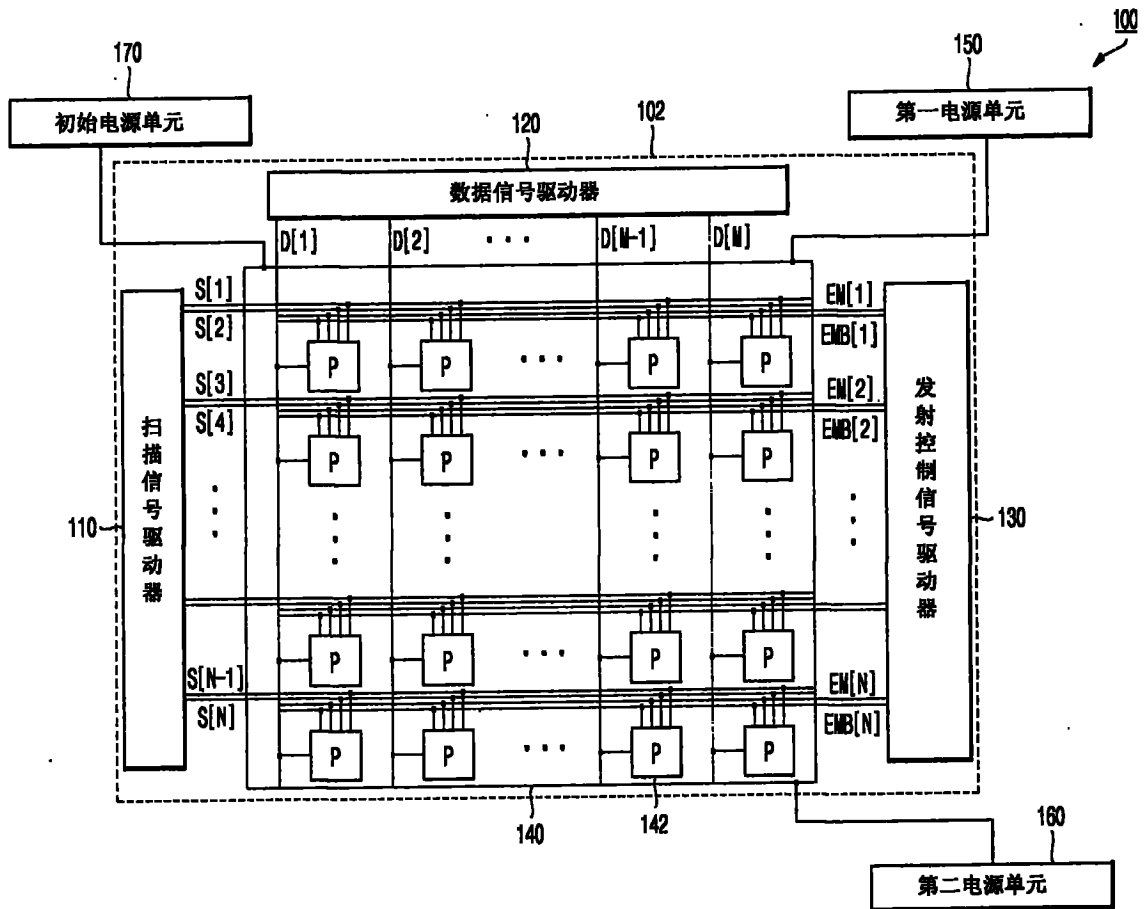 100
170
150
初始电源单元
第一电源单元
120
102
数据信号驱动器
D[1]
D[2]
D[M-1]
D[M]
S[1]
EM[1]
S[2]
EMB[1]
P P P P
S[3]
EM[2]
S[4]
EMB[2]
P P P P
扫描信号驱动器
发射控制信号驱动器
110
130
P P P P
S[N-1]
EM[N]
S[N]
EMB[N]
P P P P
140
142
160
第二电源单元